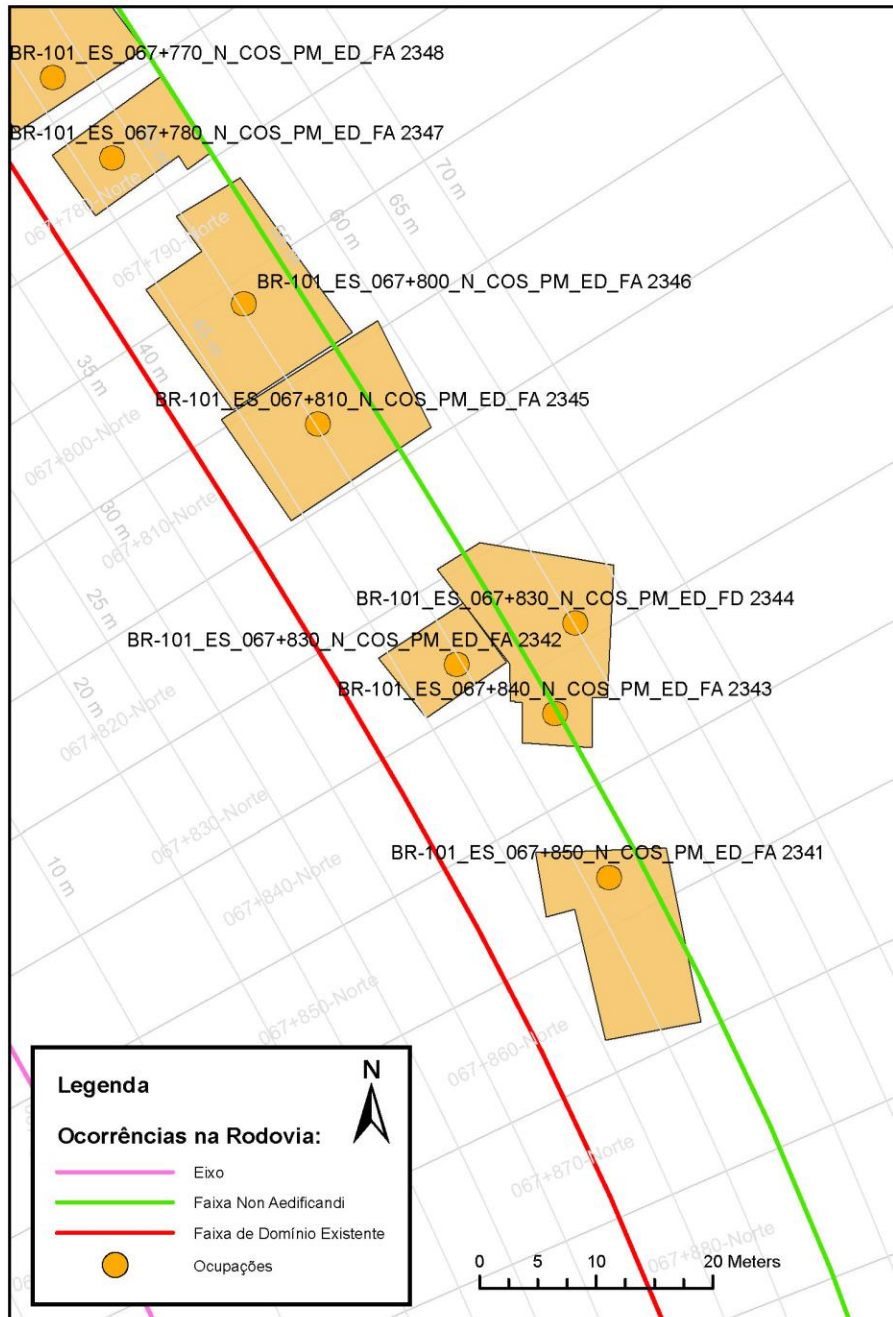 BR-101_ES_067+770_N_COS_PM_ED_FA 2348
BR-101_ES_067+780_N_COS_PM_ED_FA 2347
70 m
65 m
60 m
067+780-Norte
067+790-Norte
BR-101_ES_067+800_N_COS_PM_ED_FA 2346
45 m
40 m
35 m
BR-101_ES_067+810_N_COS_PM_ED_FA 2345
067+800-Norte
30 m
067+810-Norte
25 m
BR-101_ES_067+830_N_COS_PM_ED_FD 2344
BR-101_ES_067+830_N_COS_PM_ED_FA 2342
BR-101_ES_067+840_N_COS_PM_ED_FA 2343
20 m
067+820-Norte
067+830-Norte
BR-101_ES_067+850_N_COS_PM_ED_FA 2341
10 m
067+840-Norte
067+850-Norte
067+860-Norte
067+870-Norte
067+880-Norte
N
Legenda
Ocorrências na Rodovia:
Eixo
Faixa Non Aedificandi
Faixa de Domínio Existente
Ocupações
0 5 10 20 Meters